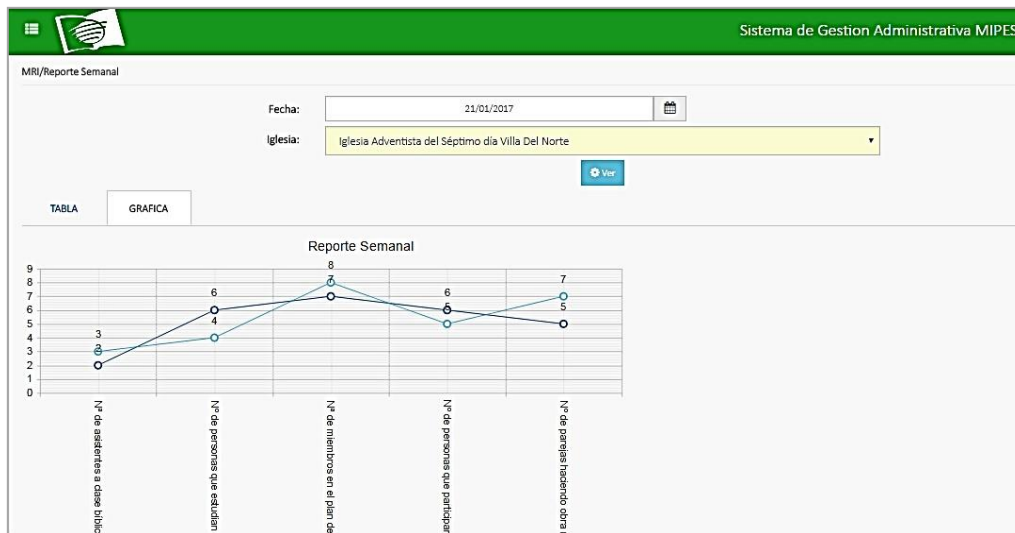 Sistema de Gestion Administrativa MIPES
MRI/Reporte Semanal
Fecha:
21/01/2017
Iglesia:
Iglesia Adventista del Séptimo día Villa Del Norte
Ver
TABLA
GRAFICA
Reporte Semanal
9
8
7
6
5
4
3
2
1
0
3
2
6
4
8
7
6
5
7
5
Nº de asistentes a clase bíblic
Nº de personas que estudian
Nº de miembros en el plan de
Nº de personas que participan
Nº de parejas haciendo obra